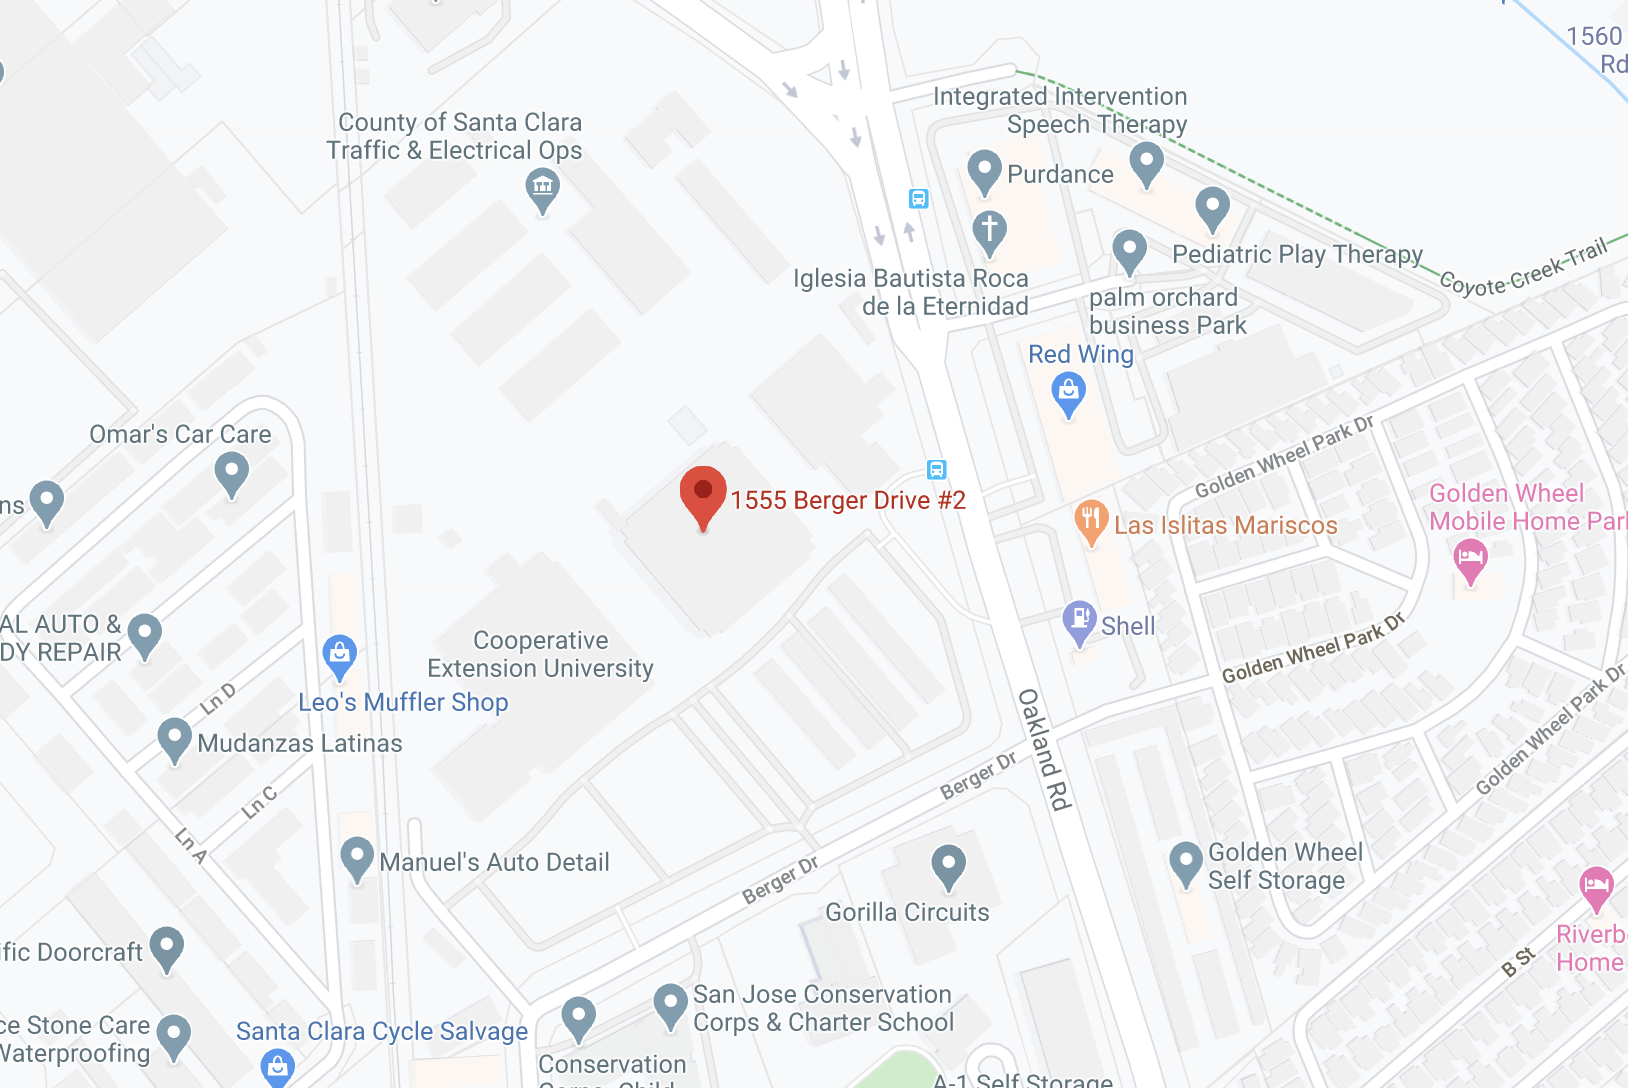 1560
Rd
Integrated Intervention
Speech Therapy
County of Santa Clara
Traffic & Electrical Ops
Purdance
Pediatric Play Therapy
Coyote Creek Trail
Iglesia Bautista Roca
de la Eternidad
palm orchard
business Park
Red Wing
Omar's Car Care
Golden Wheel Park Dr
ns
1555 Berger Drive #2
Golden Wheel
Mobile Home Par
Las Islitas Mariscos
AL AUTO &
DY REPAIR
Cooperative
Extension University
Shell
Golden Wheel Park Dr
Ln D
Leo's Muffler Shop
Golden Wheel Park Dr
Mudanzas Latinas
Oakland Rd
Berger Dr
Ln C
Ln A
Manuel's Auto Detail
Berger Dr
Golden Wheel
Self Storage
Gorilla Circuits
Riverb
Home
B St
ific Doorcraft
San Jose Conservation
Corps & Charter School
ce Stone Care
Waterproofing
Santa Clara Cycle Salvage
Conservation
Corps, Child
A-1 Self Storage